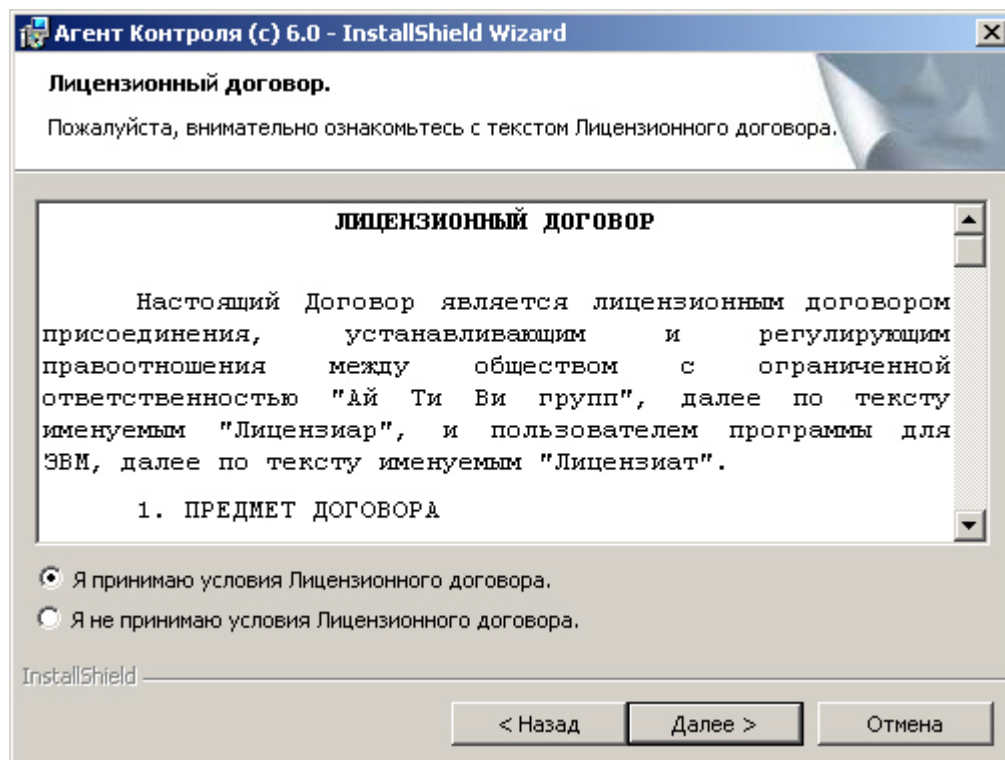 Агент Контроля (c) 6.0 - InstallShield Wizard
Лицензионный договор.
Пожалуйста, внимательно ознакомьтесь с текстом Лицензионного договора.
ЛИЦЕНЗИОННЫЙ ДОГОВОР
Настоящий Договор является лицензионным договором
присоединения, устанавливающим и регулирующим
правоотношения между обществом с ограниченной
ответственностью "Ай Ти Ви групп", далее по тексту
именуемым "Лицензиар", и пользователем программы для
ЭВМ, далее по тексту именуемым "Лицензиат".
1. ПРЕДМЕТ ДОГОВОРА
Я принимаю условия Лицензионного договора.
Я не принимаю условия Лицензионного договора.
InstallShield
< Назад
Далее >
Отмена